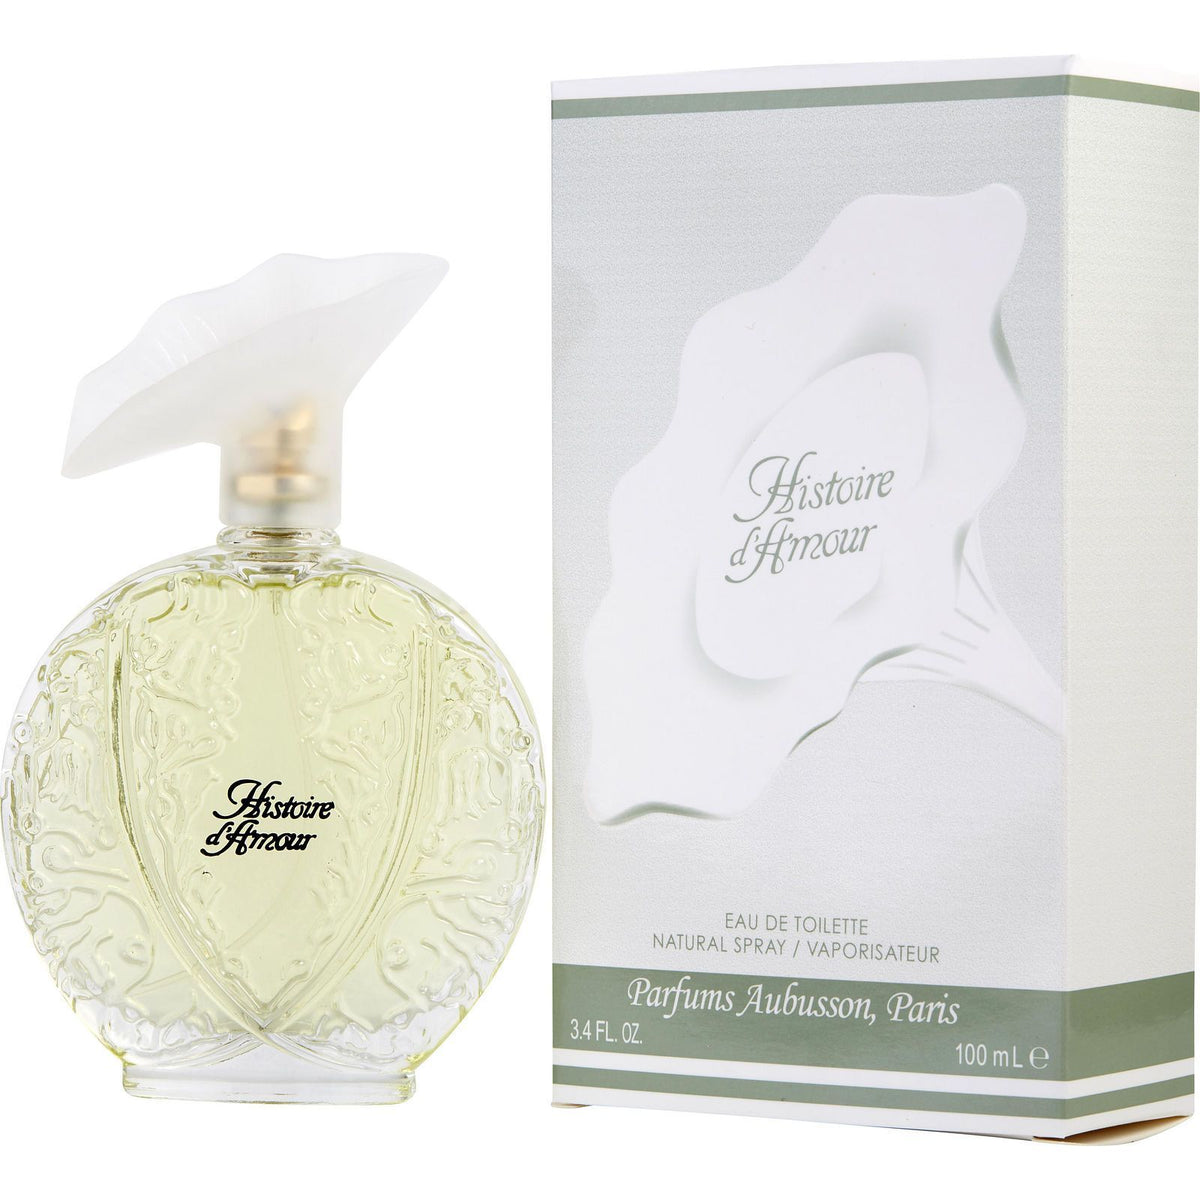 Histoire
d'Amour
Histoire
d'Amour
EAU DE TOILETTE
NATURAL SPRAY / VAPORISATEUR
Parfums Aubusson, Paris
3.4 FL. OZ.
100 mL ℮